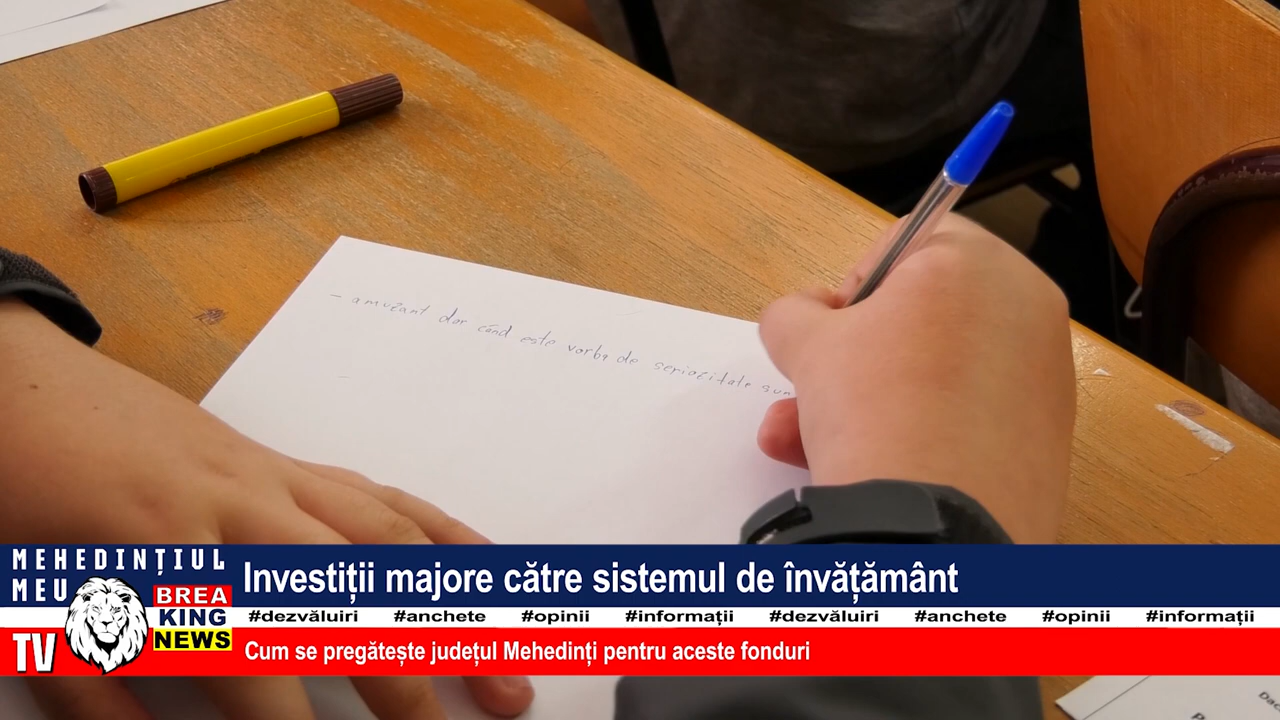 - amuzant dar când este vorba de seriozitate sun
MEHEDINȚIUL
MEU
TV
BREA
KING
NEWS
Investiții majore către sistemul de învățământ
#dezvăluiri #anchete #opinii #informații #dezvăluiri #anchete #opinii #informații
Cum se pregătește județul Mehedinți pentru aceste fonduri